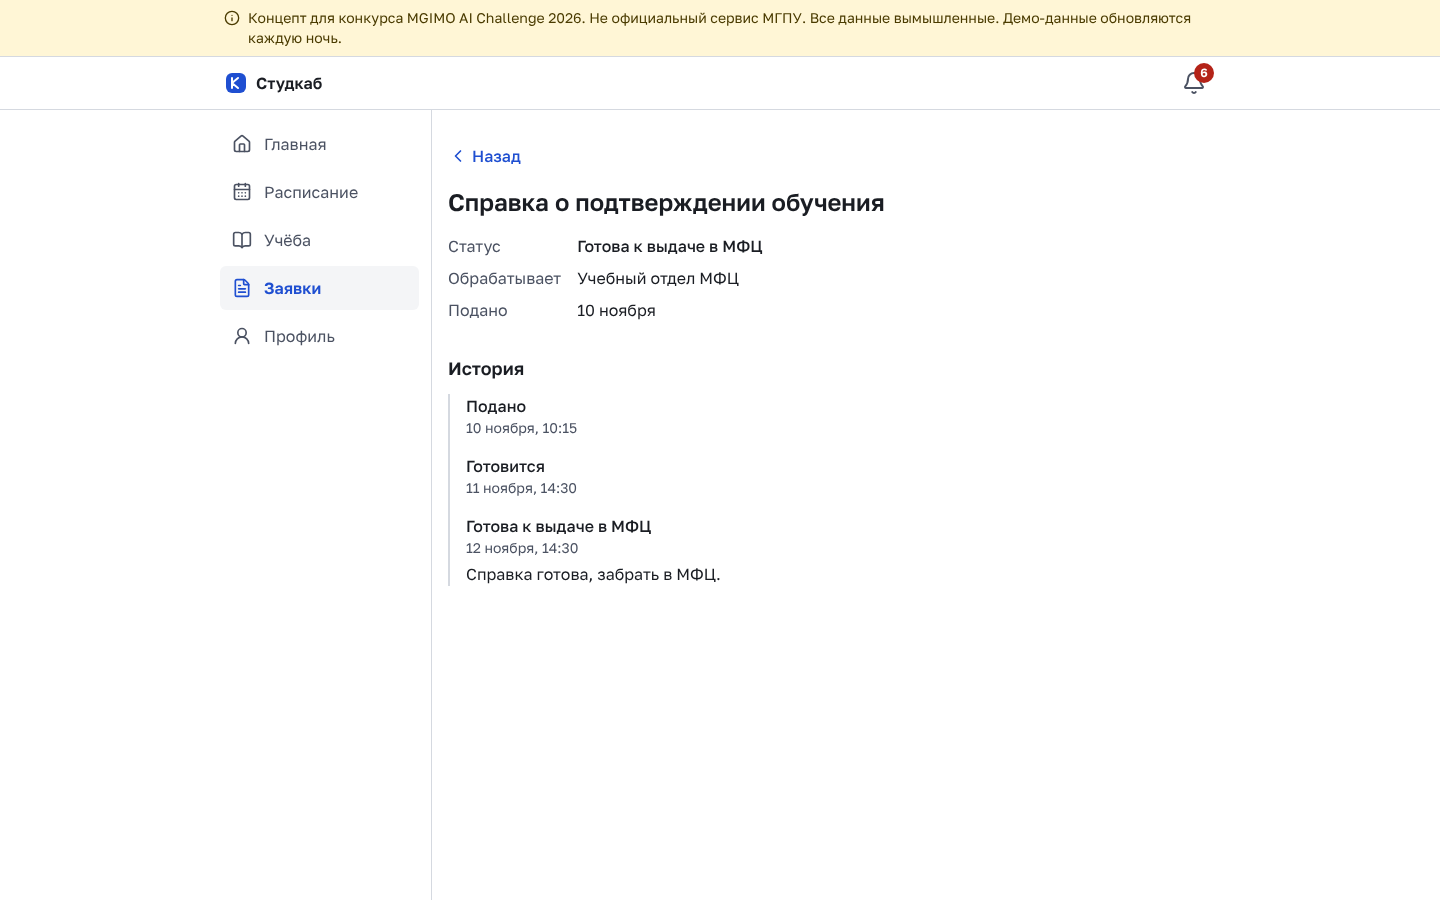 Концепт для конкурса MGIMO AI Challenge 2026. Не официальный сервис МГПУ. Все данные вымышленные. Демо-данные обновляются
каждую ночь.
Студкаб
6
Главная
Расписание
Учёба
Заявки
Профиль
Назад
Справка о подтверждении обучения
Статус Готова к выдаче в МФЦ
Обрабатывает Учебный отдел МФЦ
Подано 10 ноября
История
Подано
10 ноября, 10:15
Готовится
11 ноября, 14:30
Готова к выдаче в МФЦ
12 ноября, 14:30
Справка готова, забрать в МФЦ.